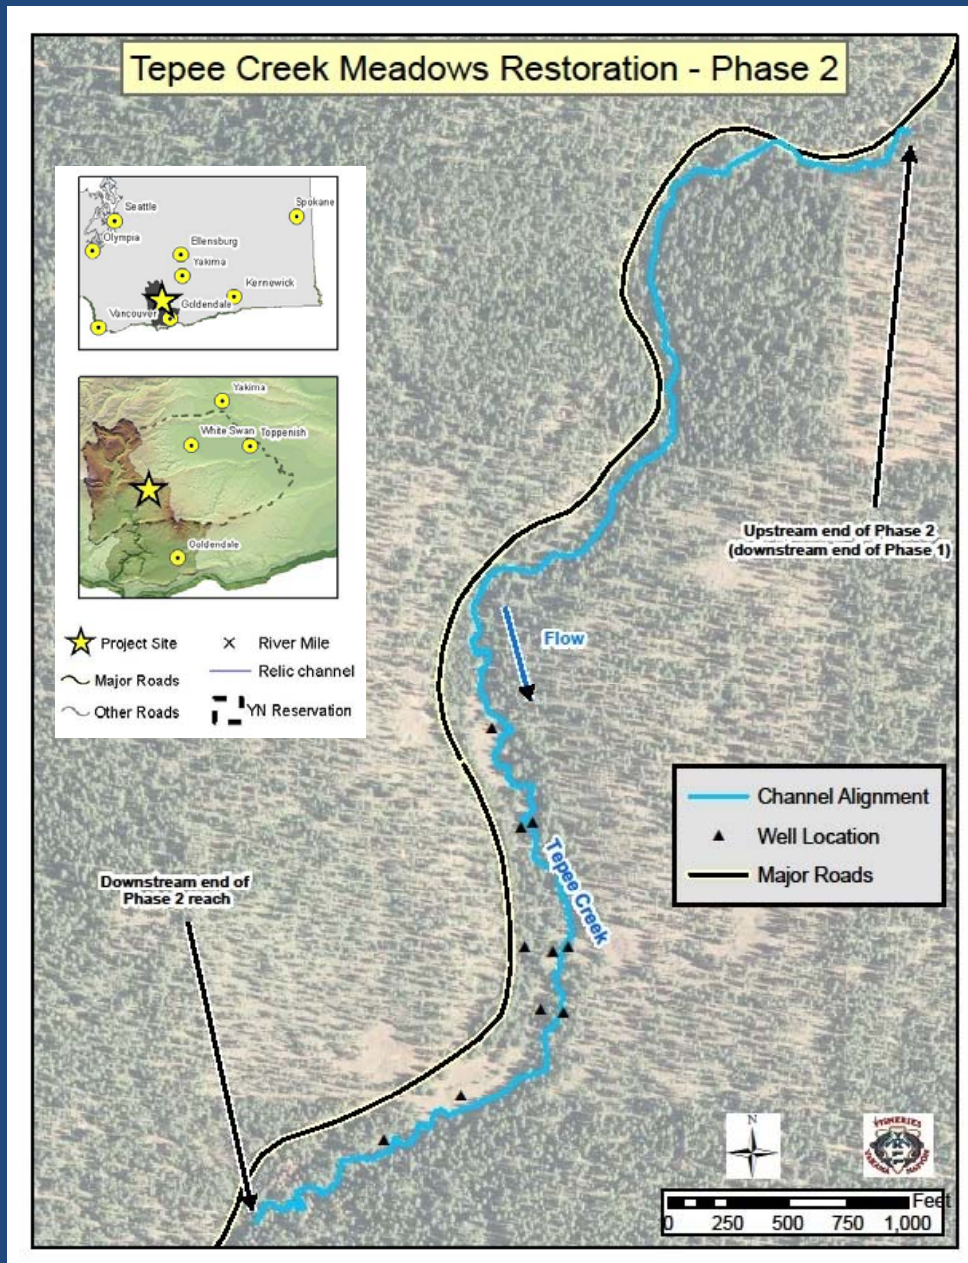 Tepee Creek Meadows Restoration - Phase 2
Seattle
Spokane
Olympia
Ellensburg
Yakima
Kennewick
Goldendale
Vancouver
Yakima
White Swan
Toppenish
Goldendale
Project Site
River Mile
Major Roads
Relic channel
Other Roads
YN Reservation
Upstream end of Phase 2
(downstream end of Phase 1)
Flow
Channel Alignment
Well Location
Major Roads
Tepee Creek
Downstream end of
Phase 2 reach
N
FISHERIES
YAKAMA NATION
Feet
0 250 500 750 1,000